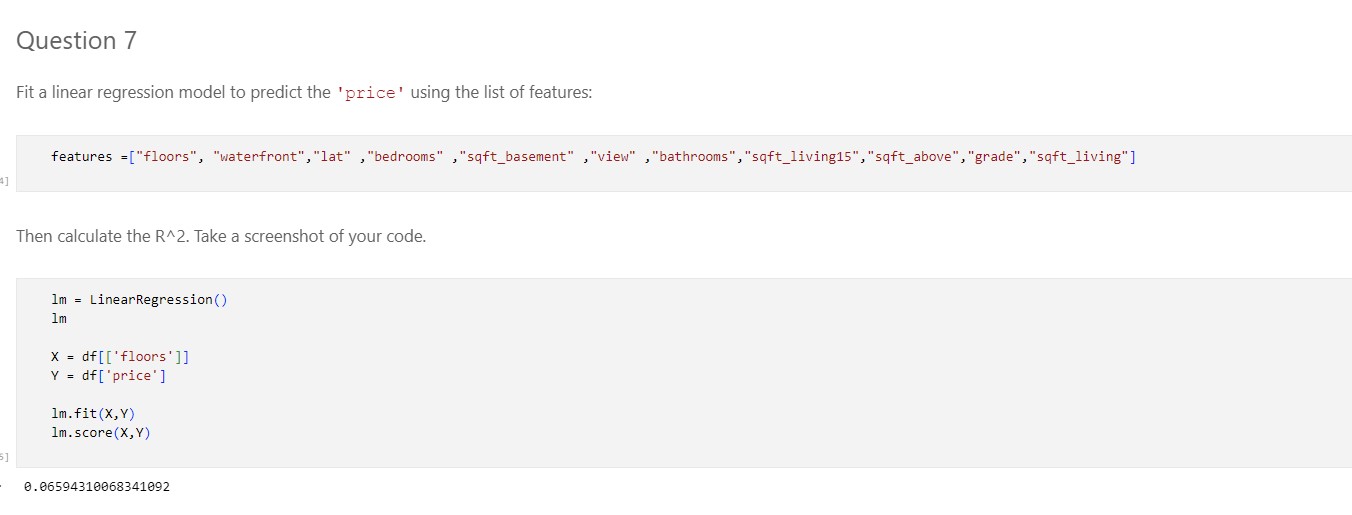 Question 7
Fit a linear regression model to predict the 'price' using the list of features:
features =["floors", "waterfront","lat" ,"bedrooms" ,"sqft_basement" ,"view" ,"bathrooms","sqft_living15","sqft_above","grade","sqft_living"]
4]
Then calculate the R^2. Take a screenshot of your code.
lm = LinearRegression()
lm
X = df[['floors']]
Y = df['price']
lm.fit(X,Y)
lm.score(X,Y)
5]
0.06594310068341092